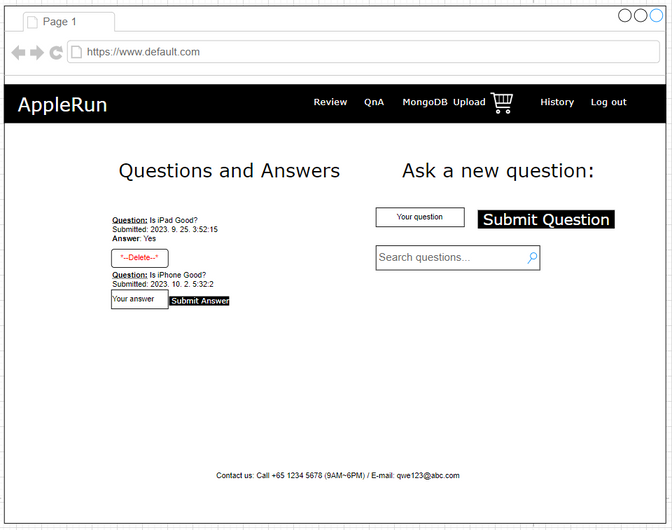 Page 1
https://www.default.com
AppleRun
Review QnA MongoDB Upload History Log out
Questions and Answers
Ask a new question:
Question: Is iPad Good?
Submitted: 2023. 9. 25. 3:52:15
Answer: Yes
"--Delete--"
Question: Is iPhone Good?
Submitted: 2023. 10. 2. 5:32:2
Your answer Submit Answer
Your question Submit Question
Search questions...
Contact us: Call +65 1234 5678 (9AM~6PM) / E-mail: qwe123@abc.com